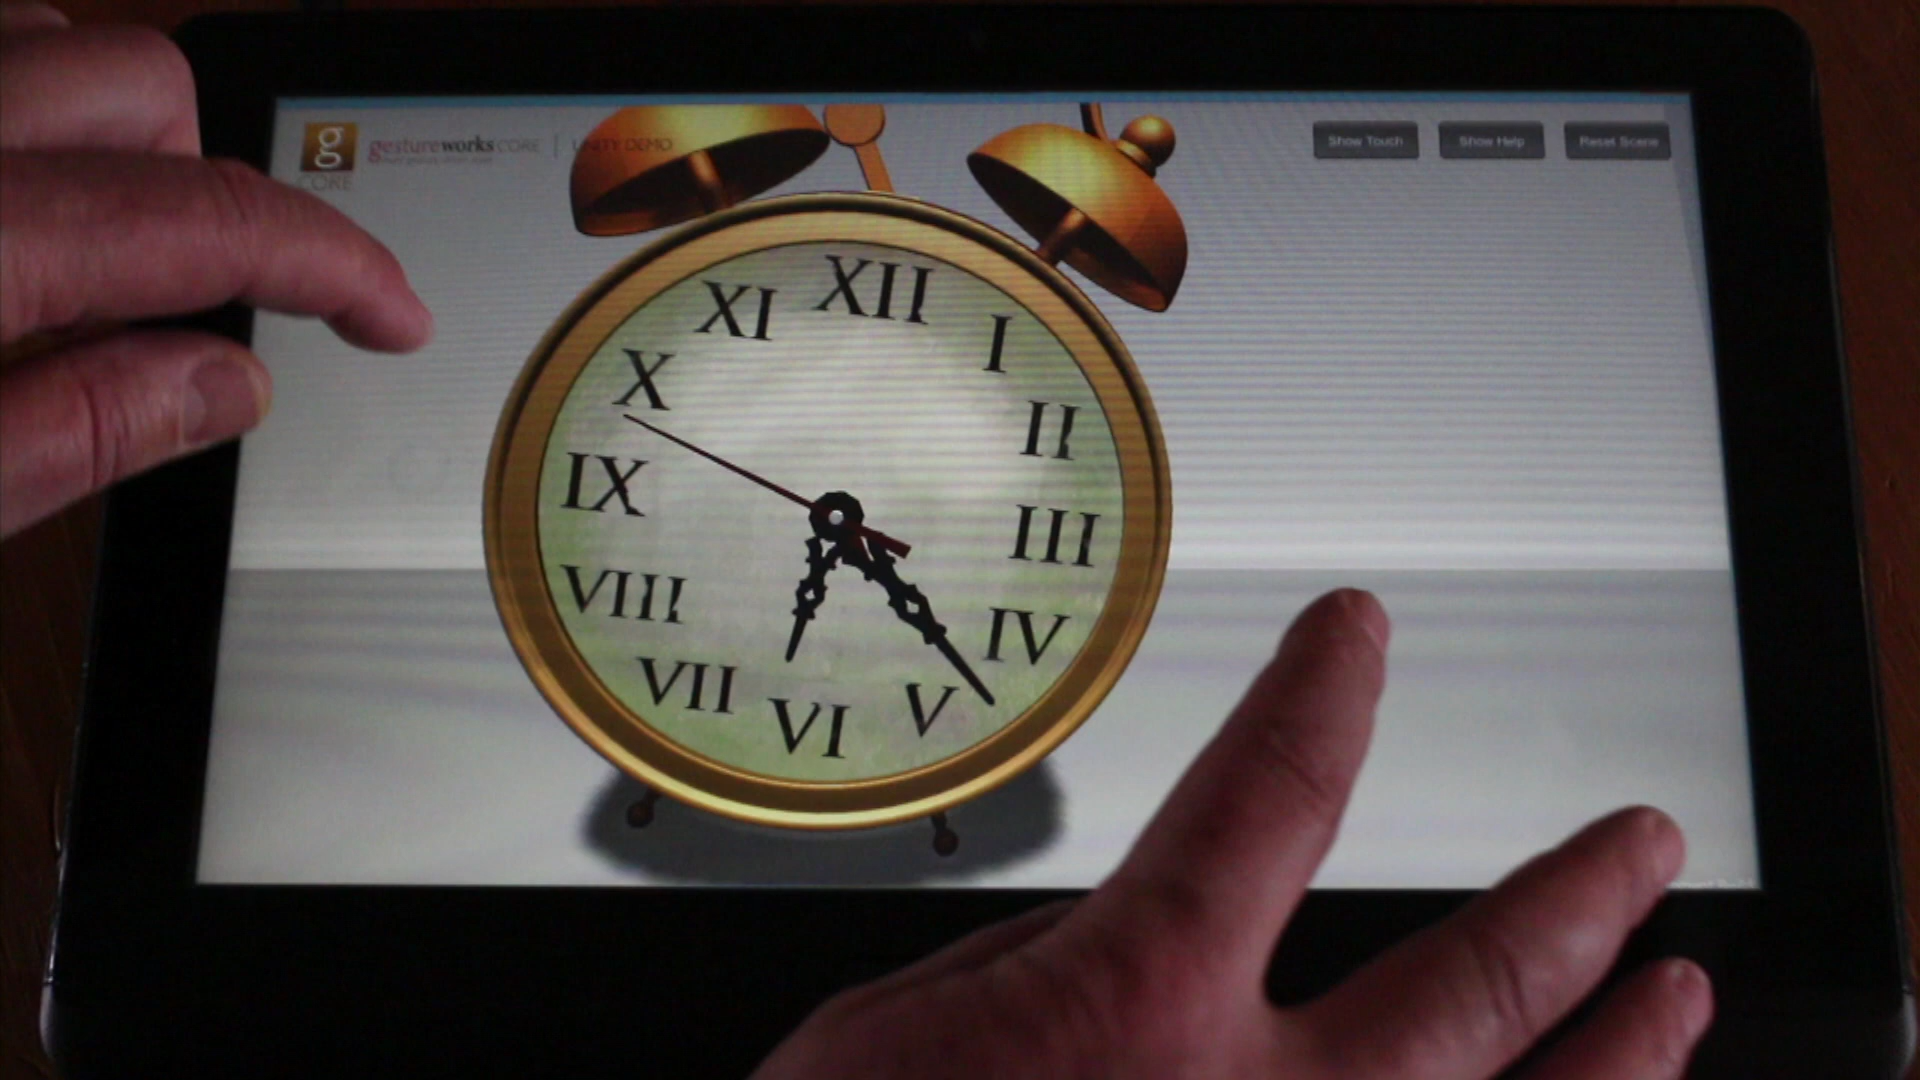 g
gestureworks CORE | UNITY DEMO
CORE
Show Touch
Show Help
Reset Scene
XII
XI
I
X
II
IX
III
VIII
IV
VII
V
VI